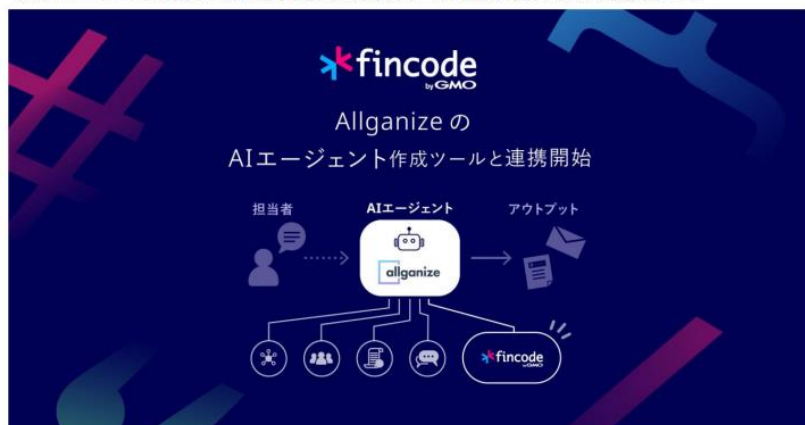 fincode
by GMO
Allganize の
AIエージェント作成ツールと連携開始
担当者
AIエージェント
アウトプット
allganize
fincode
by GMO